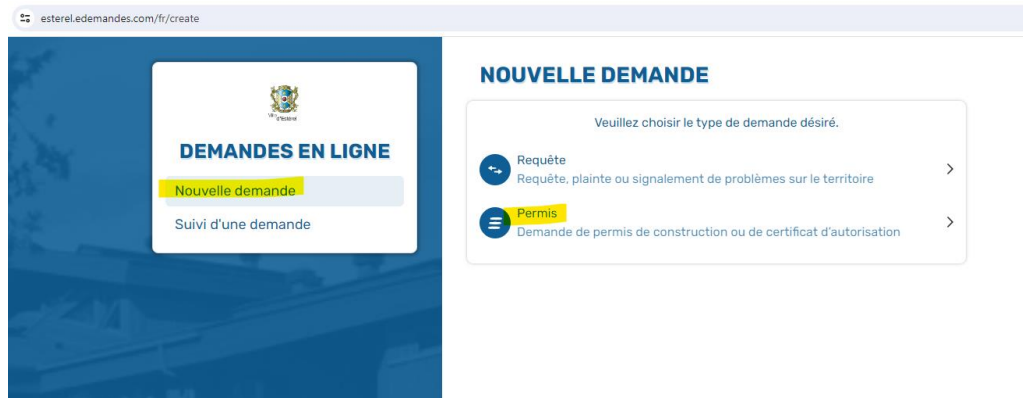 esterel.edemandes.com/fr/create
Ville d'Estérel
DEMANDES EN LIGNE
Nouvelle demande
Suivi d'une demande
NOUVELLE DEMANDE
Veuillez choisir le type de demande désiré.
Requête
Requête, plainte ou signalement de problèmes sur le territoire
Permis
Demande de permis de construction ou de certificat d'autorisation